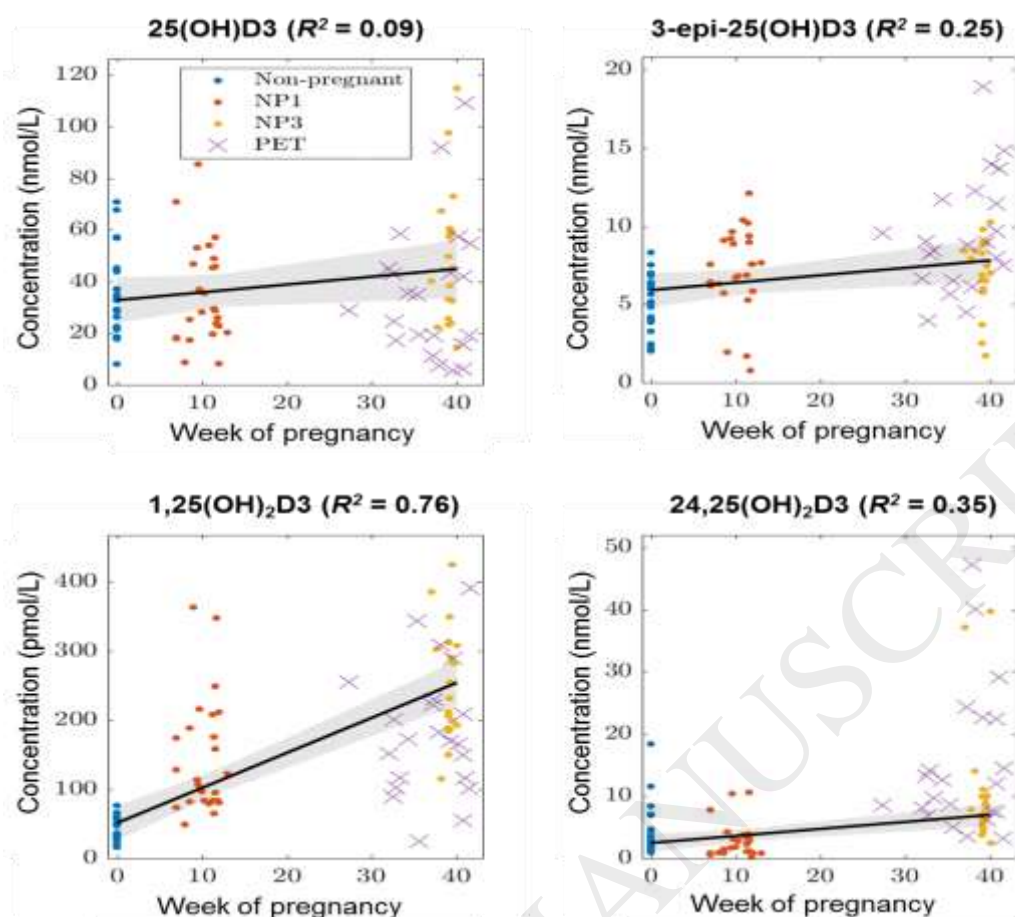 25(OH)D3 (R² = 0.09)
120
100
80
60
40
20
0
Concentration (nmol/L)
Non-pregnant
NP1
NP3
PET
0 10 20 30 40
Week of pregnancy
3-epi-25(OH)D3 (R² = 0.25)
20
15
10
5
0
Concentration (nmol/L)
0 10 20 30 40
Week of pregnancy
1,25(OH)₂D3 (R² = 0.76)
400
300
200
100
0
Concentration (pmol/L)
0 10 20 30 40
Week of pregnancy
24,25(OH)₂D3 (R² = 0.35)
50
40
30
20
10
0
Concentration (nmol/L)
0 10 20 30 40
Week of pregnancy